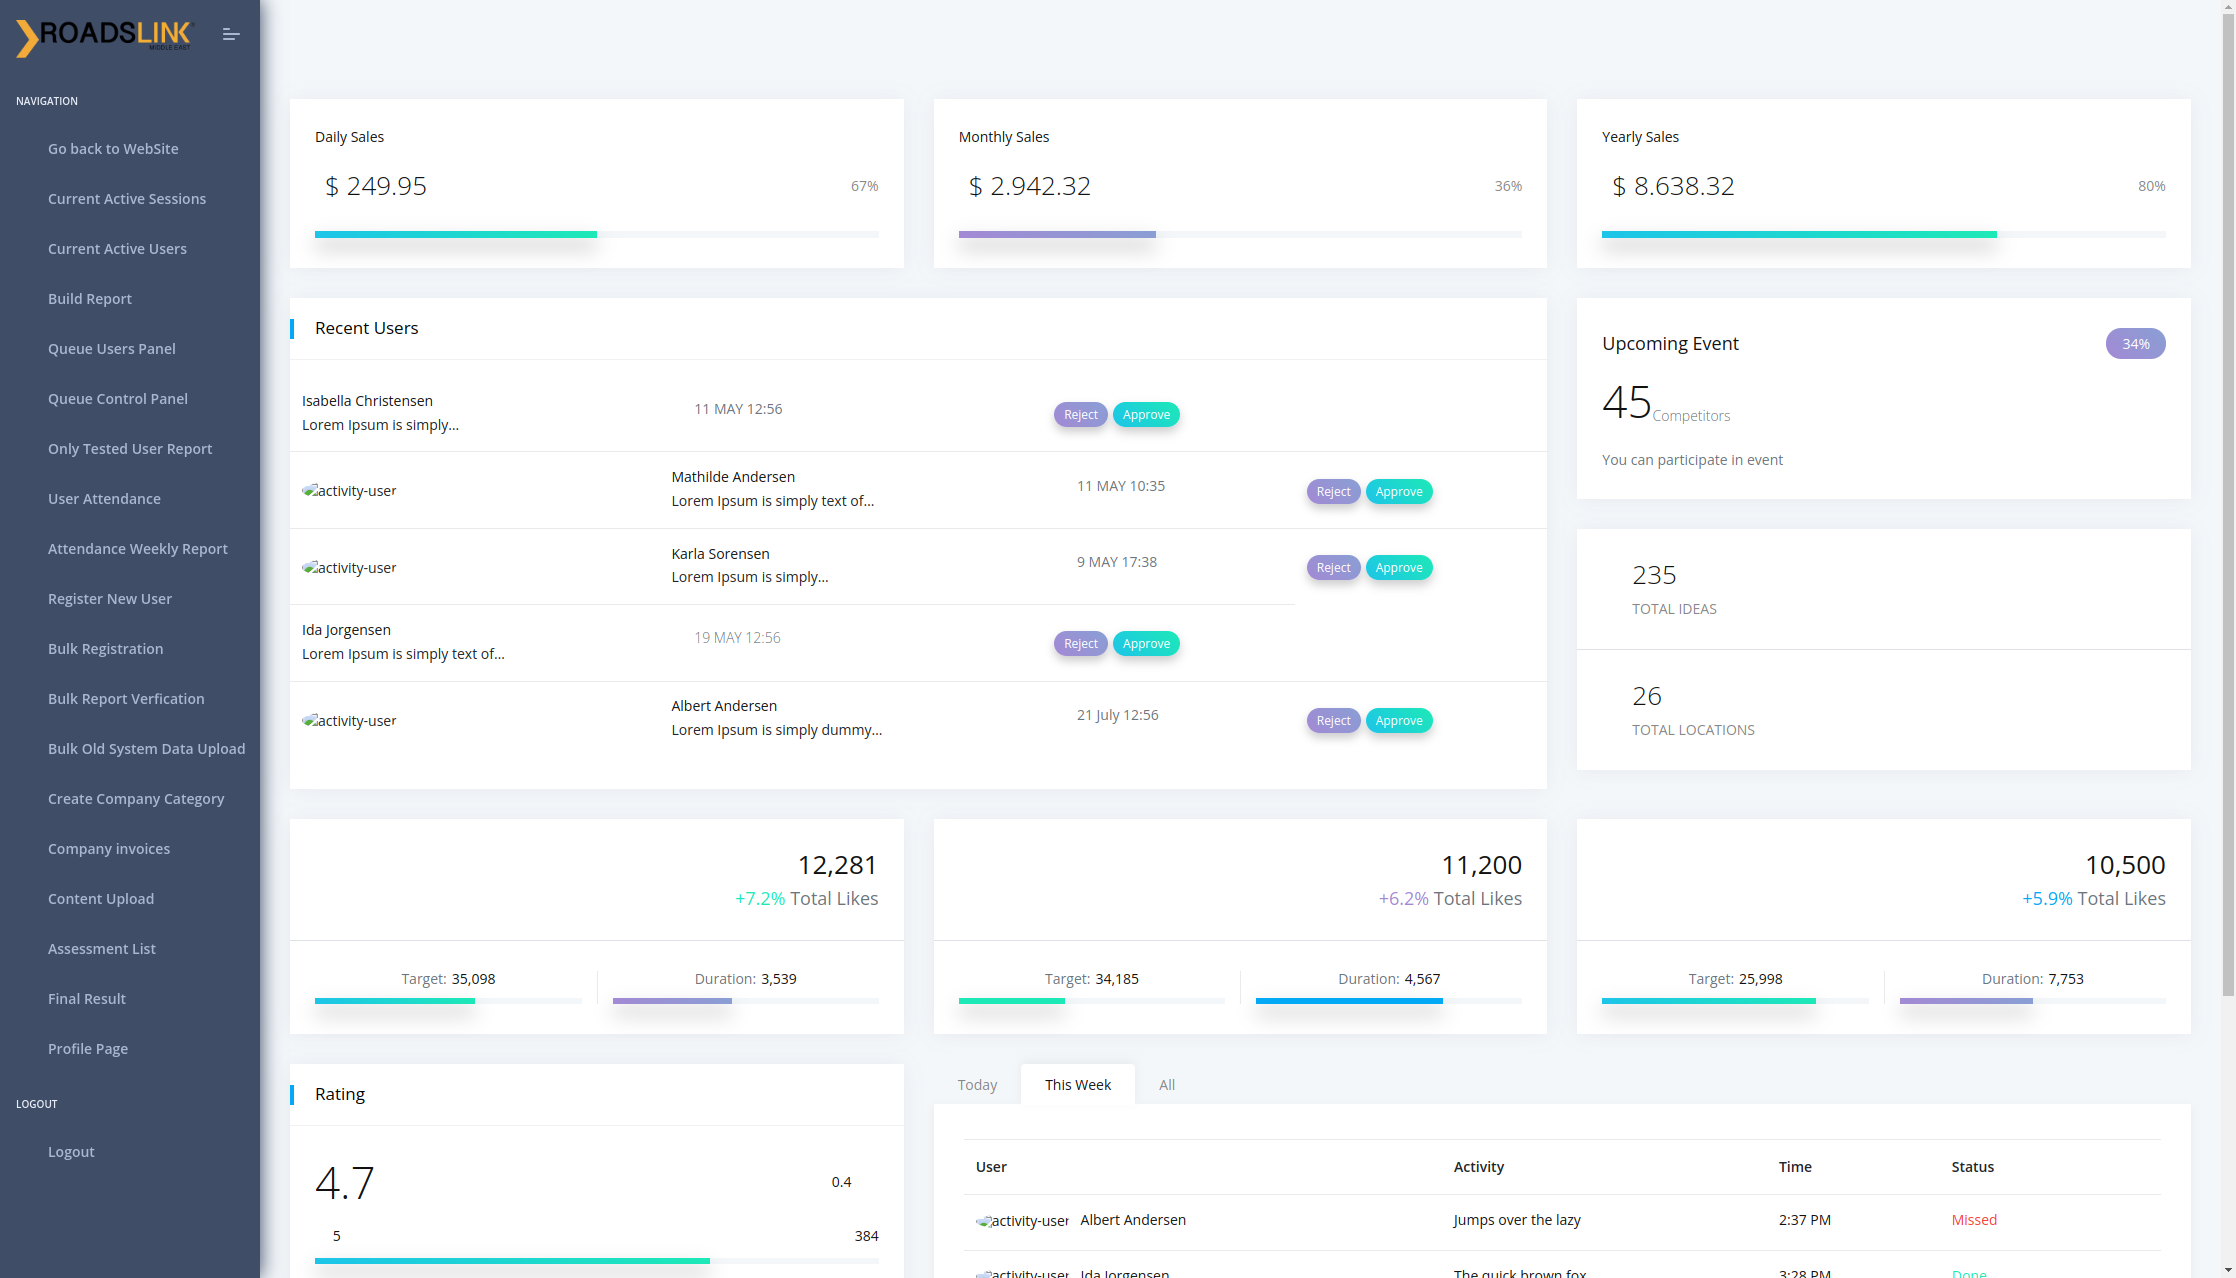 ROADSLINK
MIDDLE EAST
NAVIGATION
Go back to WebSite
Current Active Sessions
Current Active Users
Build Report
Queue Users Panel
Queue Control Panel
Only Tested User Report
User Attendance
Attendance Weekly Report
Register New User
Bulk Registration
Bulk Report Verfication
Bulk Old System Data Upload
Create Company Category
Company invoices
Content Upload
Assessment List
Final Result
Profile Page
LOGOUT
Logout
Daily Sales
$ 249.95 67%
Monthly Sales
$ 2.942.32 36%
Yearly Sales
$ 8.638.32 80%
Recent Users
Isabella Christensen
Lorem Ipsum is simply...
11 MAY 12:56
Reject Approve
activity-user
Mathilde Andersen
Lorem Ipsum is simply text of...
11 MAY 10:35
Reject Approve
activity-user
Karla Sorensen
Lorem Ipsum is simply...
9 MAY 17:38
Reject Approve
Ida Jorgensen
Lorem Ipsum is simply text of...
19 MAY 12:56
Reject Approve
activity-user
Albert Andersen
Lorem Ipsum is simply dummy...
21 July 12:56
Reject Approve
Upcoming Event 34%
45 Competitors
You can participate in event
235
TOTAL IDEAS
26
TOTAL LOCATIONS
12,281
+7.2% Total Likes
Target: 35,098 Duration: 3,539
11,200
+6.2% Total Likes
Target: 34,185 Duration: 4,567
10,500
+5.9% Total Likes
Target: 25,998 Duration: 7,753
Rating
4.7 0.4
5 384
Today This Week All
User Activity Time Status
activity-user Albert Andersen Jumps over the lazy 2:37 PM Missed
activity-user Ida Jorgensen The quick brown fox 3:28 PM Done